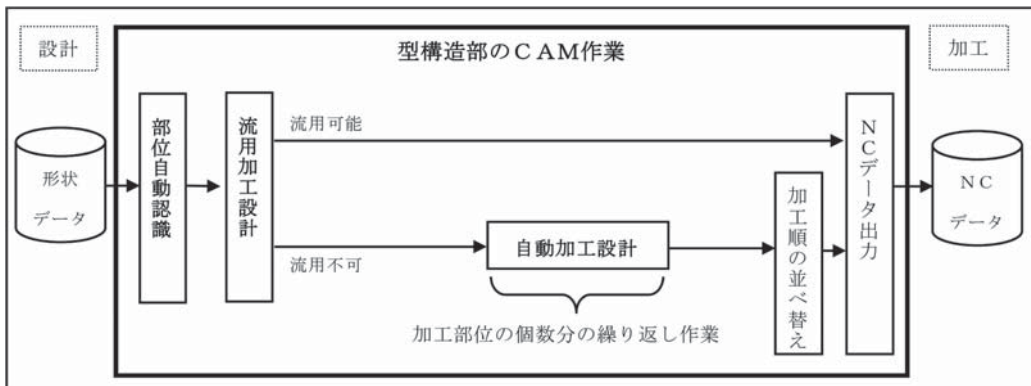 設計
型構造部のCAM作業
加工
形状
データ
部位自動認識
流用加工設計
流用可能
流用不可
自動加工設計
加工部位の個数分の繰り返し作業
加工順の並べ替え
NCデータ出力
NC
データ